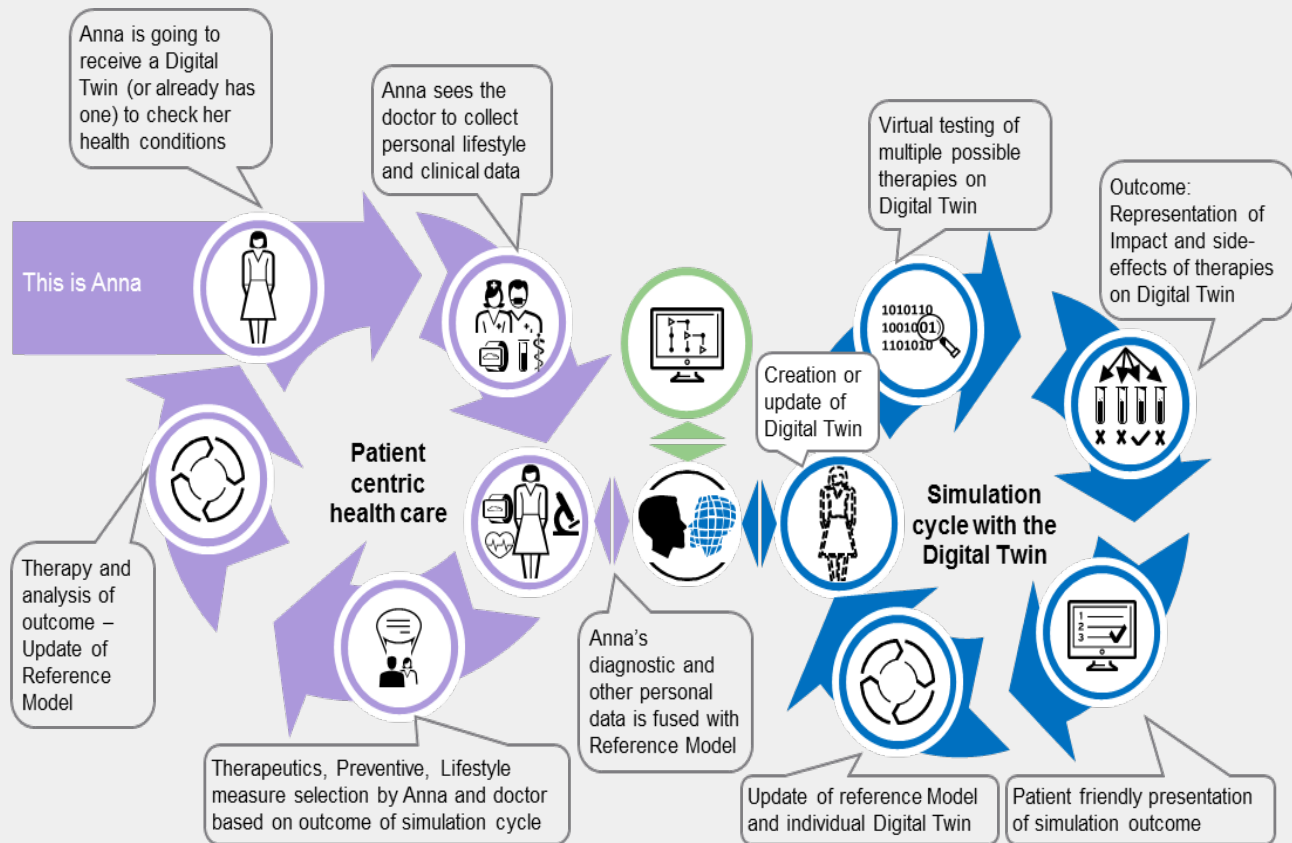 Anna is going to
receive a Digital
Twin (or already has
one) to check her
health conditions
Anna sees the
doctor to collect
personal lifestyle
and clinical data
Virtual testing of
multiple possible
therapies on
Digital Twin
Outcome:
Representation of
Impact and side-
effects of therapies
on Digital Twin
This is Anna
1010110
1001001
1101010
Creation or
update of
Digital Twin
Patient
centric
health care
Simulation
cycle with the
Digital Twin
1
2
3
Therapy and
analysis of
outcome –
Update of
Reference
Model
Anna's
diagnostic and
other personal
data is fused with
Reference Model
Therapeutics, Preventive, Lifestyle
measure selection by Anna and doctor
based on outcome of simulation cycle
Update of reference Model
and individual Digital Twin
Patient friendly presentation
of simulation outcome